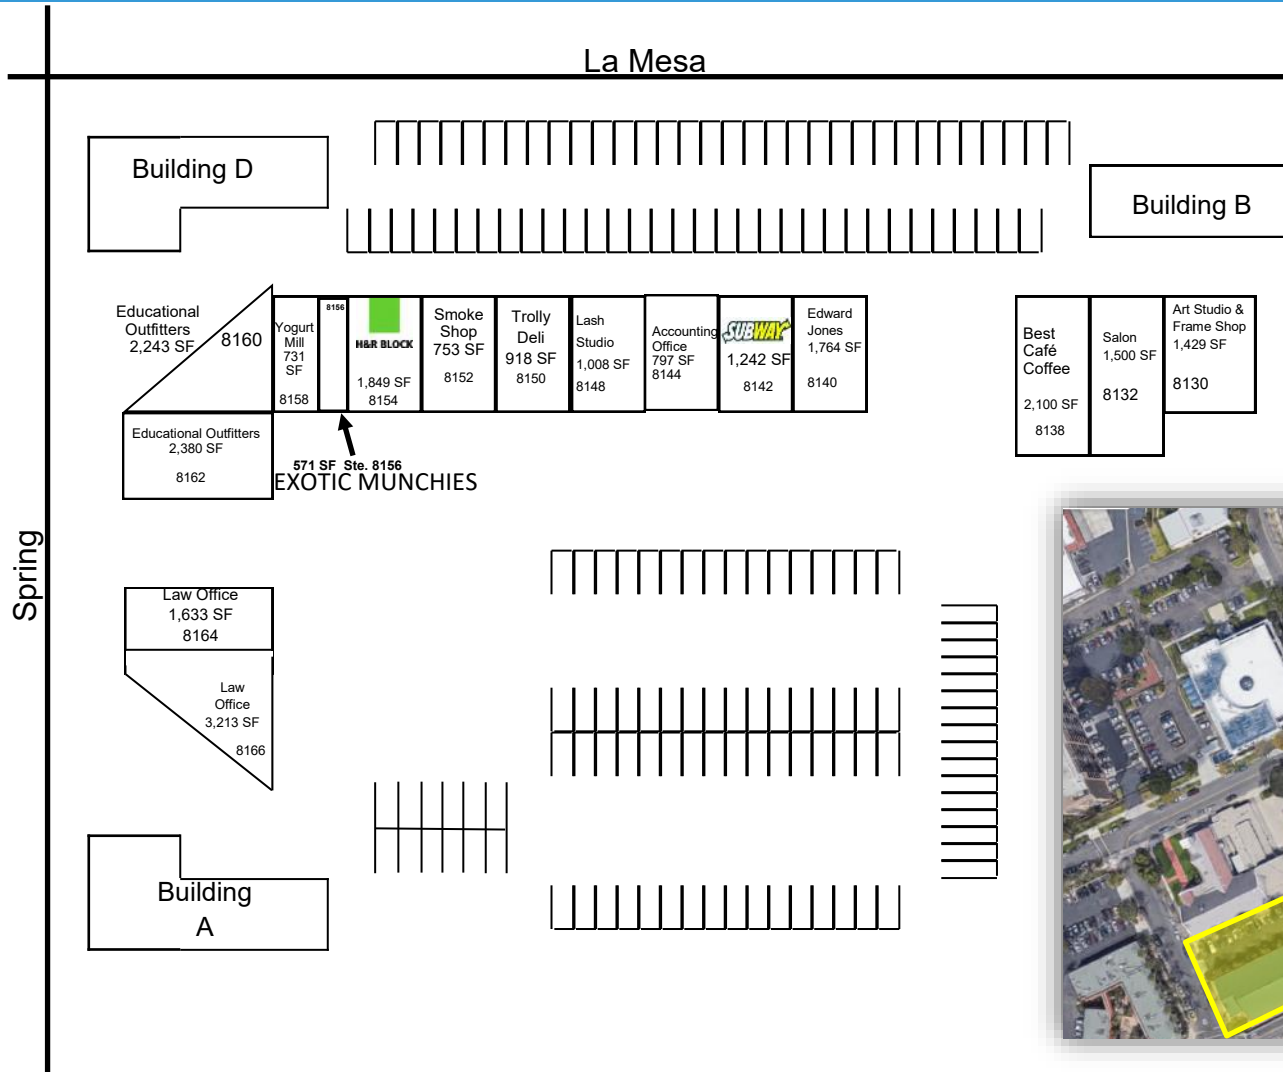 La Mesa
Building D
Building B
Educational
Outfitters
2,243 SF
8160
Yogurt
Mill
731
SF
8158
8156
H&R BLOCK
1,849 SF
8154
Smoke
Shop
753 SF
8152
Trolly
Deli
918 SF
8150
Lash
Studio
1,008 SF
8148
Accounting
Office
797 SF
8144
SUBWAY
1,242 SF
8142
Edward
Jones
1,764 SF
8140
Best
Café
Coffee
2,100 SF
8138
Salon
1,500 SF
8132
Art Studio &
Frame Shop
1,429 SF
8130
Educational Outfitters
2,380 SF
8162
571 SF Ste. 8156
EXOTIC MUNCHIES
Spring
Law Office
1,633 SF
8164
Law
Office
3,213 SF
8166
Building
A